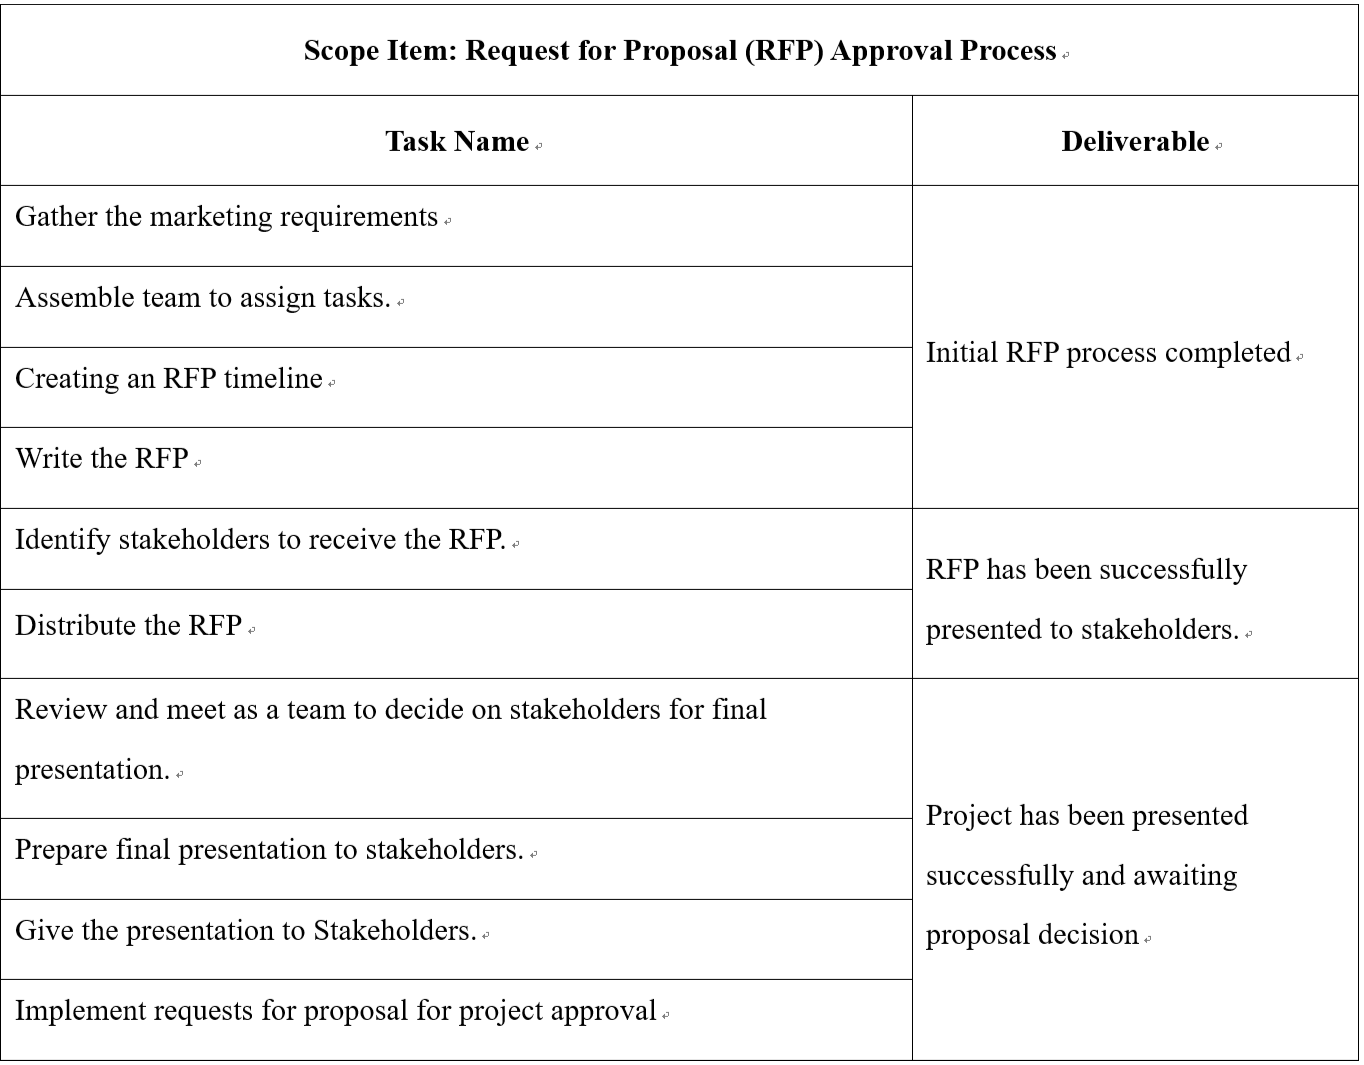 Scope Item: Request for Proposal (RFP) Approval Process
Task Name
Deliverable
Gather the marketing requirements
Assemble team to assign tasks.
Creating an RFP timeline
Write the RFP
Initial RFP process completed
Identify stakeholders to receive the RFP.
Distribute the RFP
RFP has been successfully
presented to stakeholders.
Review and meet as a team to decide on stakeholders for final
presentation.
Prepare final presentation to stakeholders.
Give the presentation to Stakeholders.
Implement requests for proposal for project approval
Project has been presented
successfully and awaiting
proposal decision